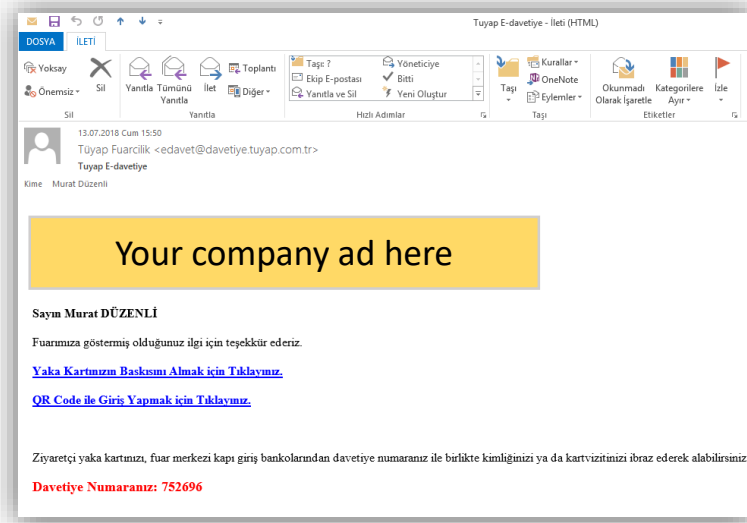 Tuyap E-davetiye - İleti (HTML)
DOSYA İLETİ
Yoksay
Önemsiz
Sil
Yanıtla
Tümünü Yanıtla
İlet
Toplantı
Diğer
Taşı: ?
Ekip E-postası
Yanıtla ve Sil
Yöneticiye
Bitti
Yeni Oluştur
Taşı
Kurallar
OneNote
Eylemler
Okunmadı Olarak İşaretle
Kategorilere Ayır
İzle
Sil Yanıtla Hızlı Adımlar Taşı Etiketler
13.07.2018 Cum 15:50
Tüyap Fuarcilik <edavet@davetiye.tuyap.com.tr>
Tuyap E-davetiye
Kime Murat Düzenli
Your company ad here
Sayın Murat DÜZENLİ
Fuarımıza göstermiş olduğunuz ilgi için teşekkür ederiz.
Yaka Kartınızın Baskısını Almak için Tıklayınız.
QR Code ile Giriş Yapmak için Tıklayınız.
Ziyaretçi yaka kartınızı, fuar merkezi kapı giriş bankolarından davetiye numaranız ile birlikte kimliğinizi ya da kartvizitinizi ibraz ederek alabilirsiniz
Davetiye Numaranız: 752696